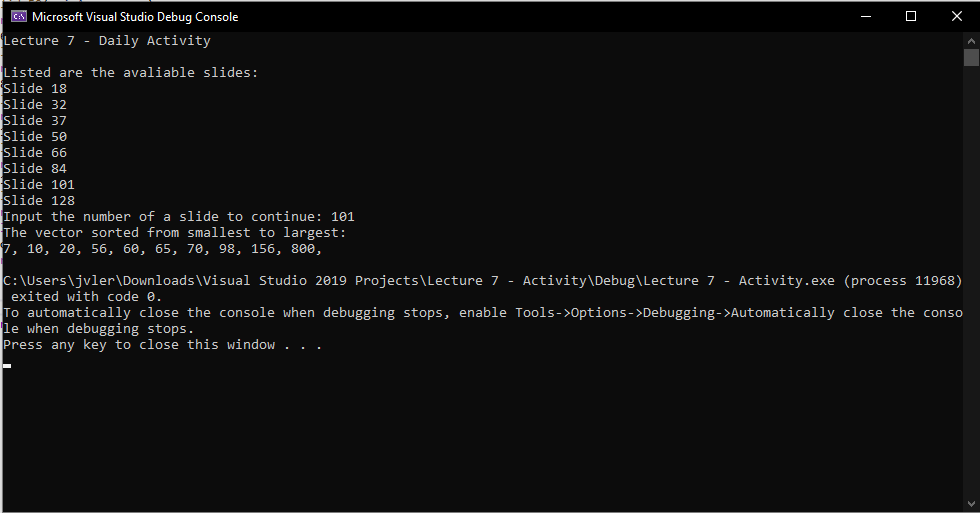 Microsoft Visual Studio Debug Console
Lecture 7 - Daily Activity
Listed are the avaliable slides:
Slide 18
Slide 32
Slide 37
Slide 50
Slide 66
Slide 84
Slide 101
Slide 128
Input the number of a slide to continue: 101
The vector sorted from smallest to largest:
7, 10, 20, 56, 60, 65, 70, 98, 156, 800,
C:\Users\jvler\Downloads\Visual Studio 2019 Projects\Lecture 7 - Activity\Debug\Lecture 7 - Activity.exe (process 11968)
 exited with code 0.
To automatically close the console when debugging stops, enable Tools->Options->Debugging->Automatically close the conso
le when debugging stops.
Press any key to close this window . . .